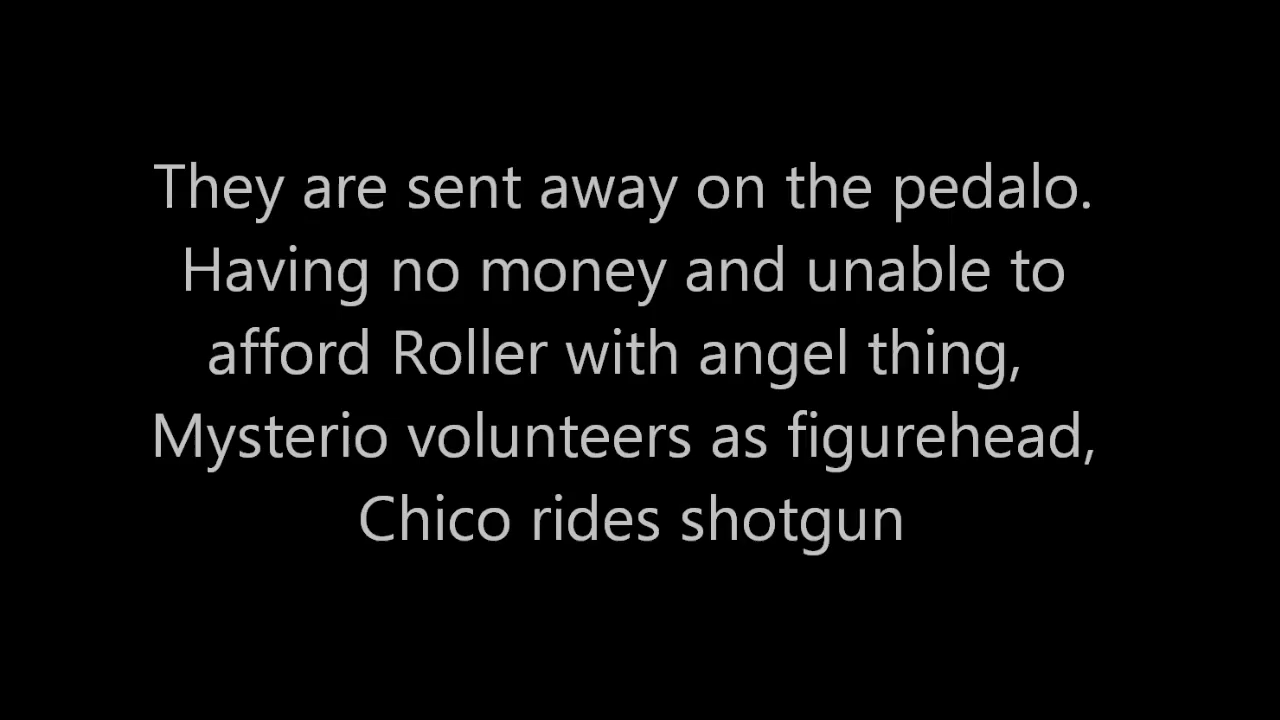 They are sent away on the pedalo.
Having no money and unable to
afford Roller with angel thing,
Mysterio volunteers as figurehead,
Chico rides shotgun